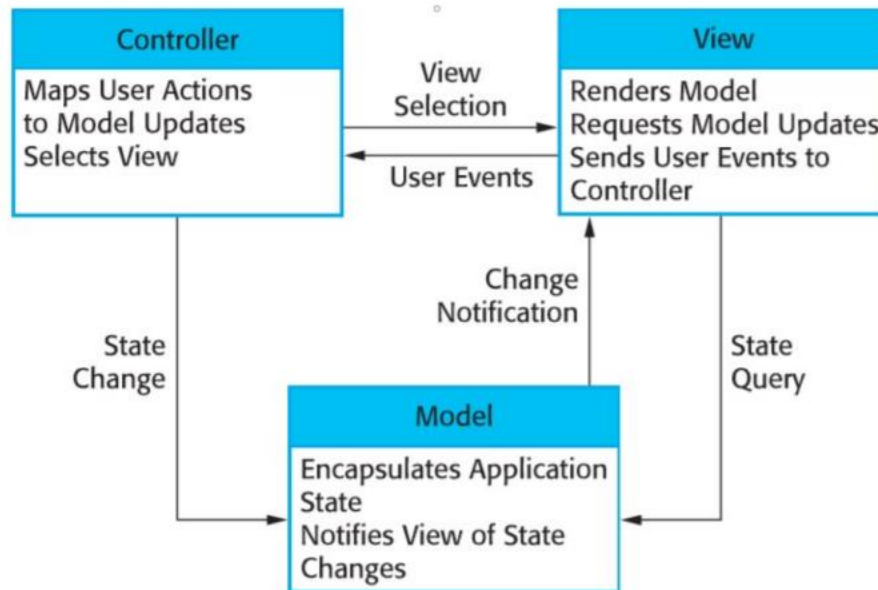 Controller
Maps User Actions
to Model Updates
Selects View
View
Selection
User Events
View
Renders Model
Requests Model Updates
Sends User Events to
Controller
State
Change
Change
Notification
State
Query
Model
Encapsulates Application
State
Notifies View of State
Changes